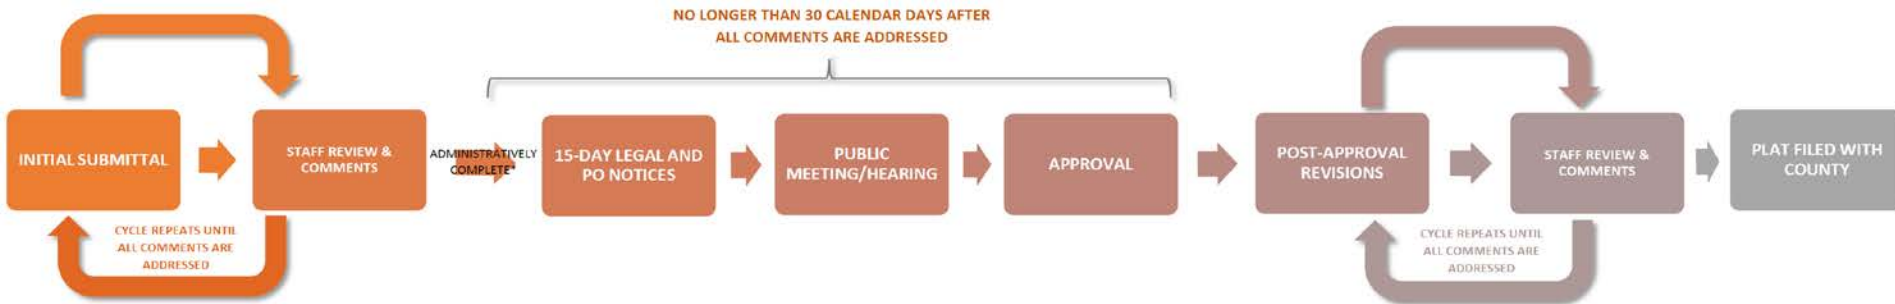 NO LONGER THAN 30 CALENDAR DAYS AFTER
ALL COMMENTS ARE ADDRESSED
INITIAL SUBMITTAL
STAFF REVIEW &
COMMENTS
CYCLE REPEATS UNTIL
ALL COMMENTS ARE
ADDRESSED
ADMINISTRATIVELY
COMPLETE*
15-DAY LEGAL AND
PO NOTICES
PUBLIC
MEETING/HEARING
APPROVAL
POST-APPROVAL
REVISIONS
STAFF REVIEW &
COMMENTS
CYCLE REPEATS UNTIL
ALL COMMENTS ARE
ADDRESSED
PLAT FILED WITH
COUNTY